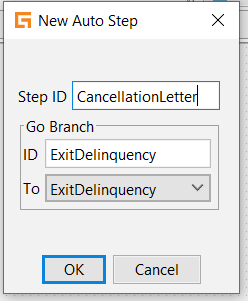 New Auto Step
Step ID CancellationLetter
Go Branch
ID ExitDelinquency
To ExitDelinquency
OK Cancel